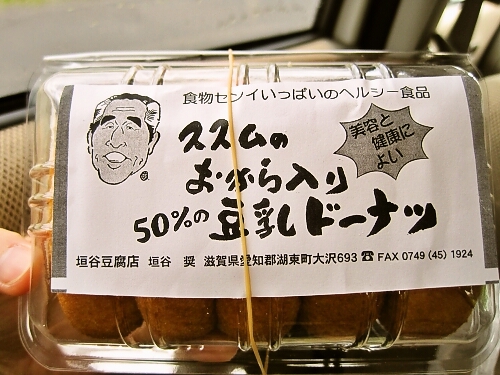 食物センイいっぱいのヘルシー食品
美容と
健康に
よい
ススムの
おから入り
50%の豆乳ドーナツ
垣谷豆腐店 垣谷 奨 滋賀県愛知郡湖東町大沢693 ☎ FAX 0749 (45) 1924